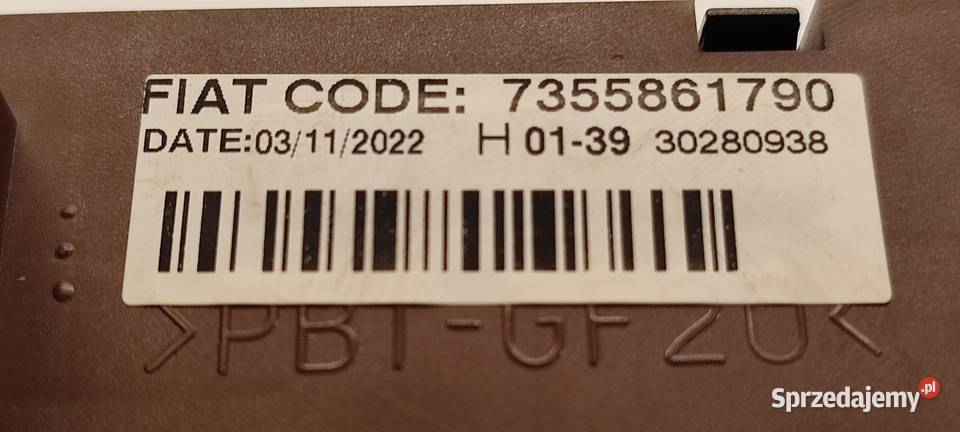 FIAT CODE: 7355861790
DATE:03/11/2022 H 01-39 30280938
>PBT-GF20<
Sprzedajemy.pl